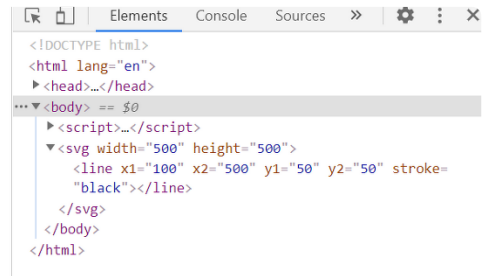 Elements Console Sources »
<!DOCTYPE html>
<html lang="en">
<head>…</head>
<body> == $0
<script>…</script>
<svg width="500" height="500">
<line x1="100" x2="500" y1="50" y2="50" stroke=
"black"></line>
</svg>
</body>
</html>